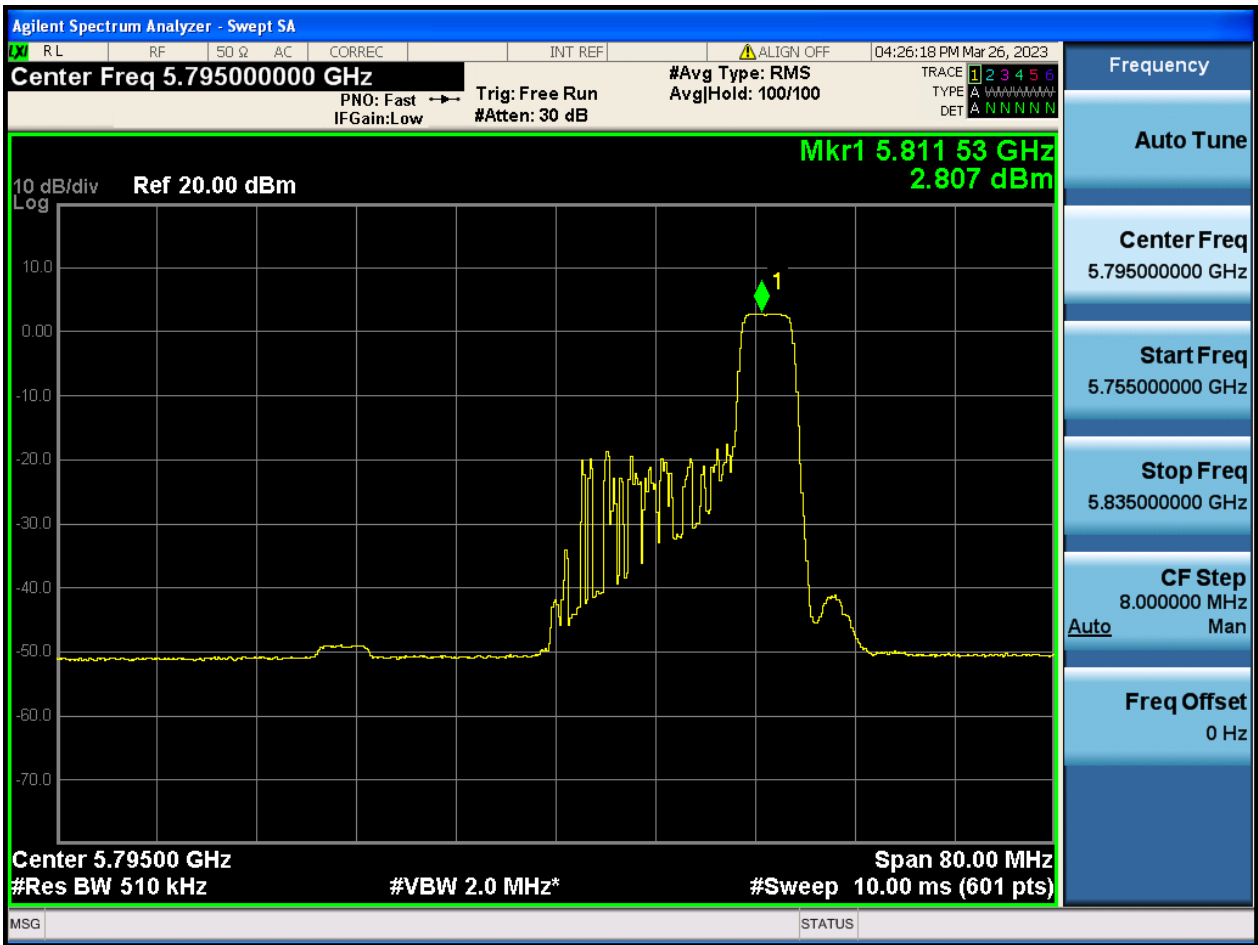 Agilent Spectrum Analyzer - Swept SA
LXI RL RF 50 Ω AC CORREC INT REF ALIGN OFF 04:26:18 PM Mar 26, 2023
Center Freq 5.795000000 GHz
PNO: Fast
IFGain:Low
Trig: Free Run
#Atten: 30 dB
#Avg Type: RMS
Avg|Hold: 100/100
TRACE 1 2 3 4 5 6
TYPE A WWWWW
DET A N N N N N
Mkr1 5.811 53 GHz
2.807 dBm
10 dB/div Ref 20.00 dBm
Log
1
10.0
0.00
-10.0
-20.0
-30.0
-40.0
-50.0
-60.0
-70.0
Center 5.79500 GHz Span 80.00 MHz
#Res BW 510 kHz #VBW 2.0 MHz* #Sweep 10.00 ms (601 pts)
MSG STATUS
Frequency
Auto Tune
Center Freq
5.795000000 GHz
Start Freq
5.755000000 GHz
Stop Freq
5.835000000 GHz
CF Step
8.000000 MHz
Auto Man
Freq Offset
0 Hz